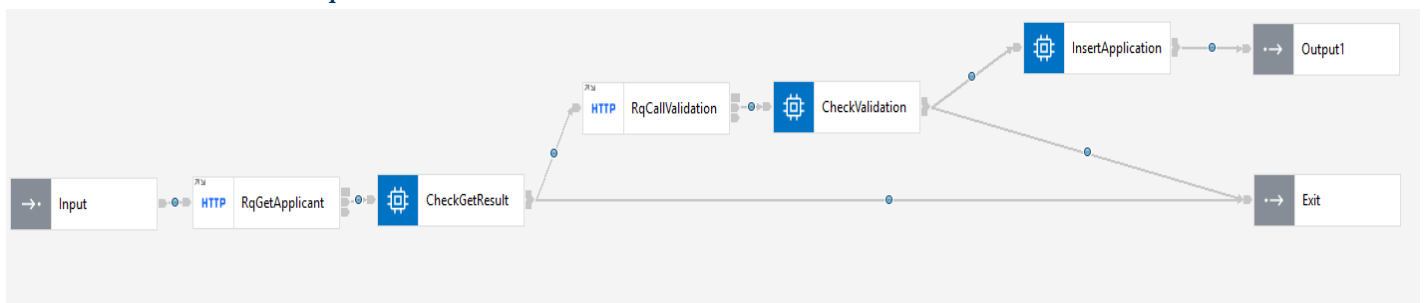 InsertApplication
Output1
HTTP
RqCallValidation
CheckValidation
Input
HTTP
RqGetApplicant
CheckGetResult
Exit